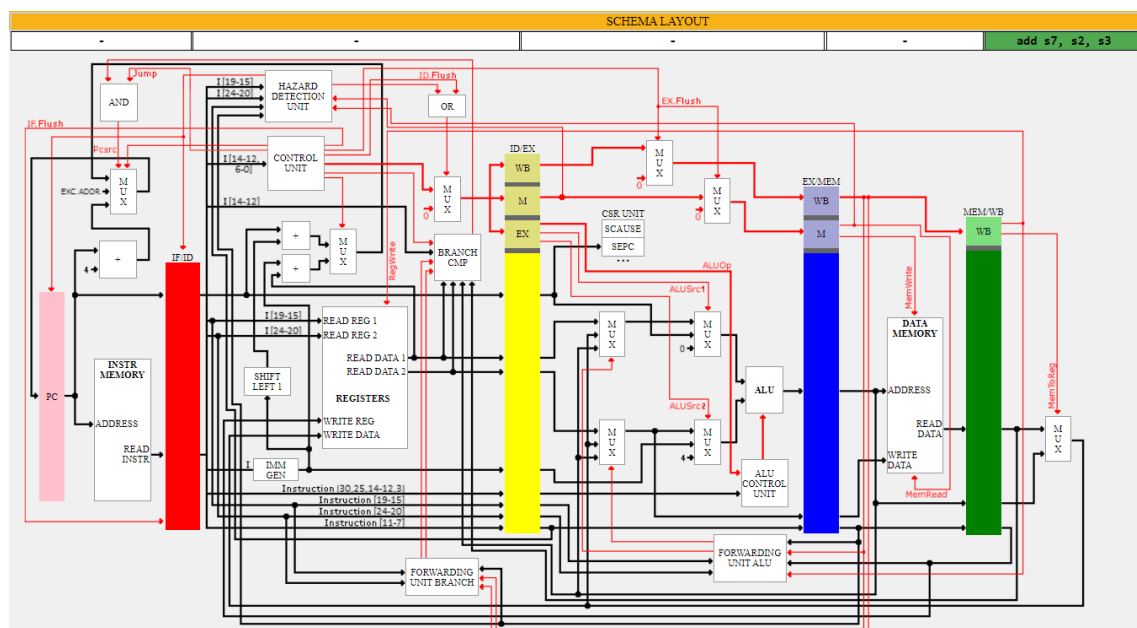 SCHEMA LAYOUT
-
-
-
-
add s7, s2, s3
Jump
I [19-15]
I [24-20]
HAZARD
DETECTION
UNIT
ID.Flush
AND
OR
EX.Flush
IF.Flush
Pcsrc
I [14-12,
6-0]
CONTROL
UNIT
ID/EX
WB
M
EX
M
U
X
M
U
X
M
U
X
0
0
0
EXC.ADDR
M
U
X
I [14-12]
EX/MEM
WB
M
MEM/WB
WB
CSR UNIT
SCAUSE
SEPC
...
+
+
+
M
U
X
BRANCH
CMP
4
IF/ID
RegWrite
ALUOp
ALUSrc1
MemWrite
I [19-15]
I [24-20]
READ REG 1
READ REG 2
READ DATA 1
READ DATA 2
REGISTERS
WRITE REG
WRITE DATA
M
U
X
M
U
X
0
DATA
MEMORY
ADDRESS
READ
DATA
WRITE
DATA
MemToReg
INSTR
MEMORY
PC
ADDRESS
READ
INSTR
SHIFT
LEFT 1
ALU
ALUSrc2
M
U
X
M
U
X
4
M
U
X
I
IMM
GEN
ALU
CONTROL
UNIT
MemRead
Instruction [30,25,14-12,3]
Instruction [19-15]
Instruction [24-20]
Instruction [11-7]
FORWARDING
UNIT BRANCH
FORWARDING
UNIT ALU